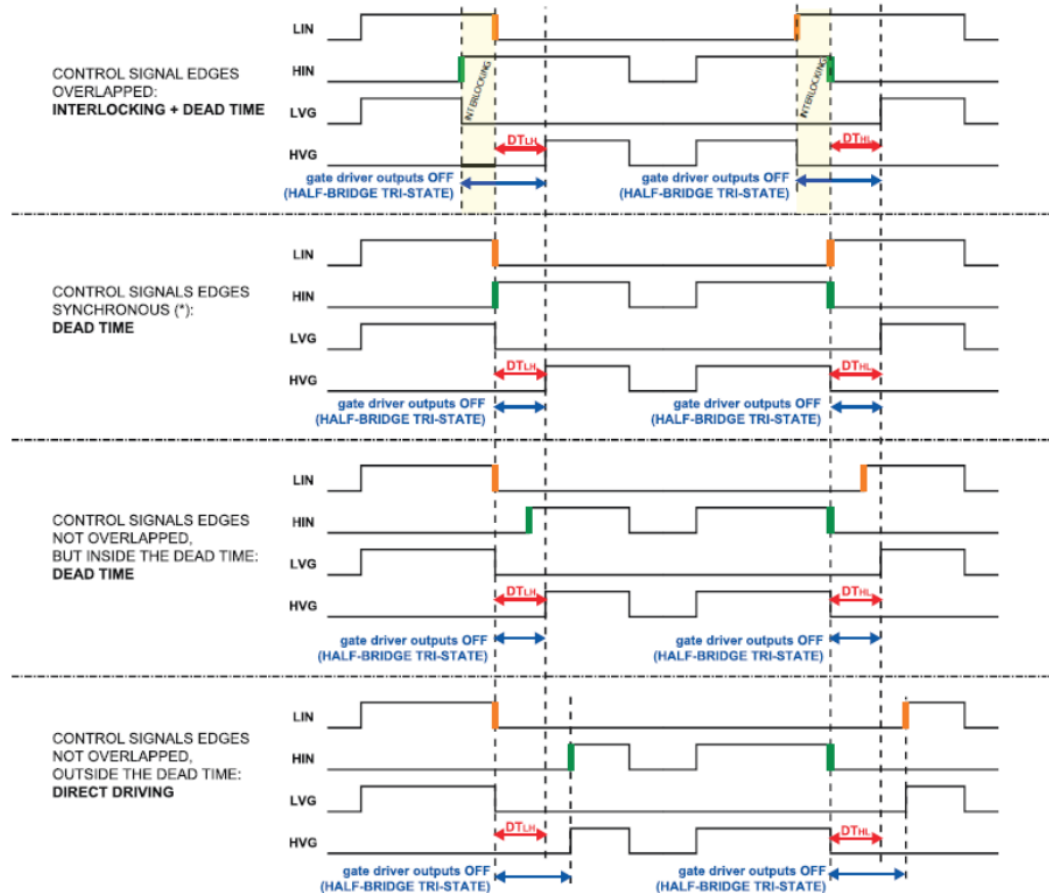 LIN
HIN
CONTROL SIGNAL EDGES
OVERLAPPED:
INTERLOCKING + DEAD TIME
LVG
HVG
INTERLOCKING
INTERLOCKING
DTLH
DTHL
gate driver outputs OFF
(HALF-BRIDGE TRI-STATE)
gate driver outputs OFF
(HALF-BRIDGE TRI-STATE)
LIN
CONTROL SIGNALS EDGES
SYNCHRONOUS (*):
DEAD TIME
HIN
LVG
HVG
DTLH
DTHL
gate driver outputs OFF
(HALF-BRIDGE TRI-STATE)
gate driver outputs OFF
(HALF-BRIDGE TRI-STATE)
LIN
CONTROL SIGNALS EDGES
NOT OVERLAPPED,
BUT INSIDE THE DEAD TIME:
DEAD TIME
HIN
LVG
HVG
DTLH
DTHL
gate driver outputs OFF
(HALF-BRIDGE TRI-STATE)
gate driver outputs OFF
(HALF-BRIDGE TRI-STATE)
LIN
CONTROL SIGNALS EDGES
NOT OVERLAPPED,
OUTSIDE THE DEAD TIME:
DIRECT DRIVING
HIN
LVG
HVG
DTLH
DTHL
gate driver outputs OFF
(HALF-BRIDGE TRI-STATE)
gate driver outputs OFF
(HALF-BRIDGE TRI-STATE)